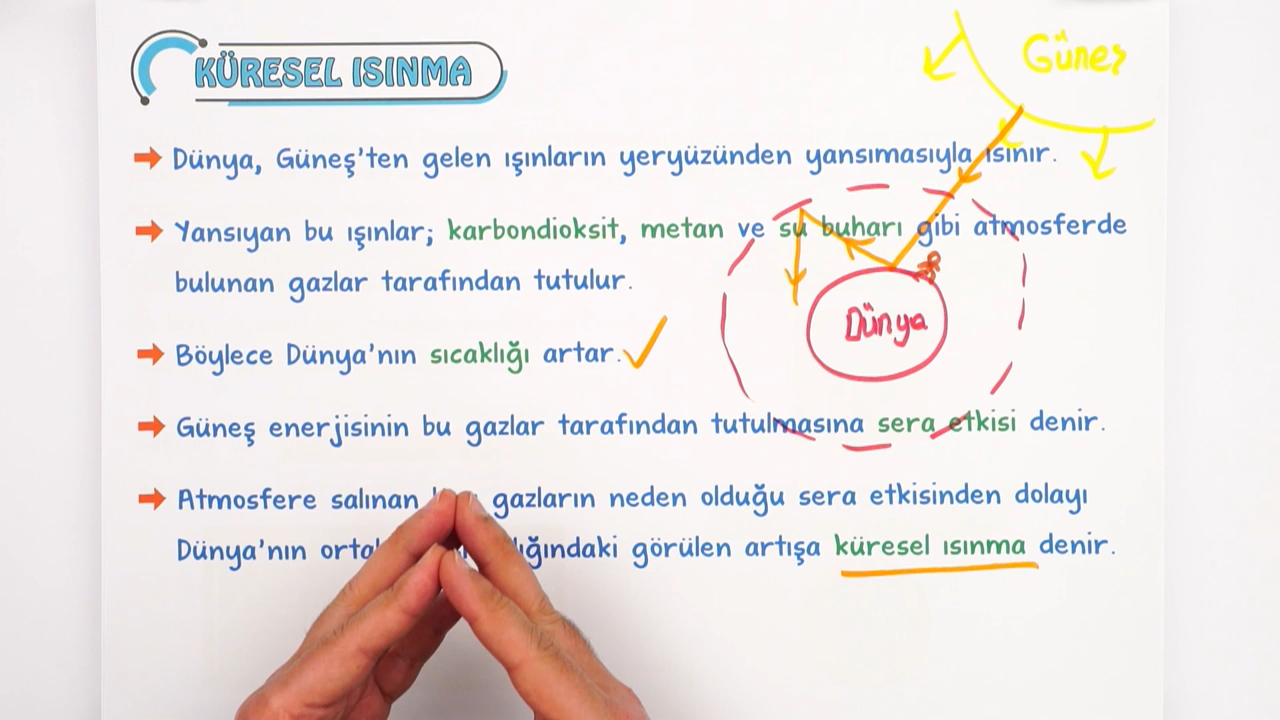 KÜRESEL ISINMA
Güneş
Dünya, Güneş'ten gelen ışınların yeryüzünden yansımasıyla ısınır.
Yansıyan bu ışınlar; karbondioksit, metan ve su buharı gibi atmosferde
bulunan gazlar tarafından tutulur.
Dünya
Böylece Dünya'nın sıcaklığı artar.
Güneş enerjisinin bu gazlar tarafından tutulmasına sera etkisi denir.
Atmosfere salınan gazların neden olduğu sera etkisinden dolayı
Dünya'nın görülen artışa küresel ısınma denir.